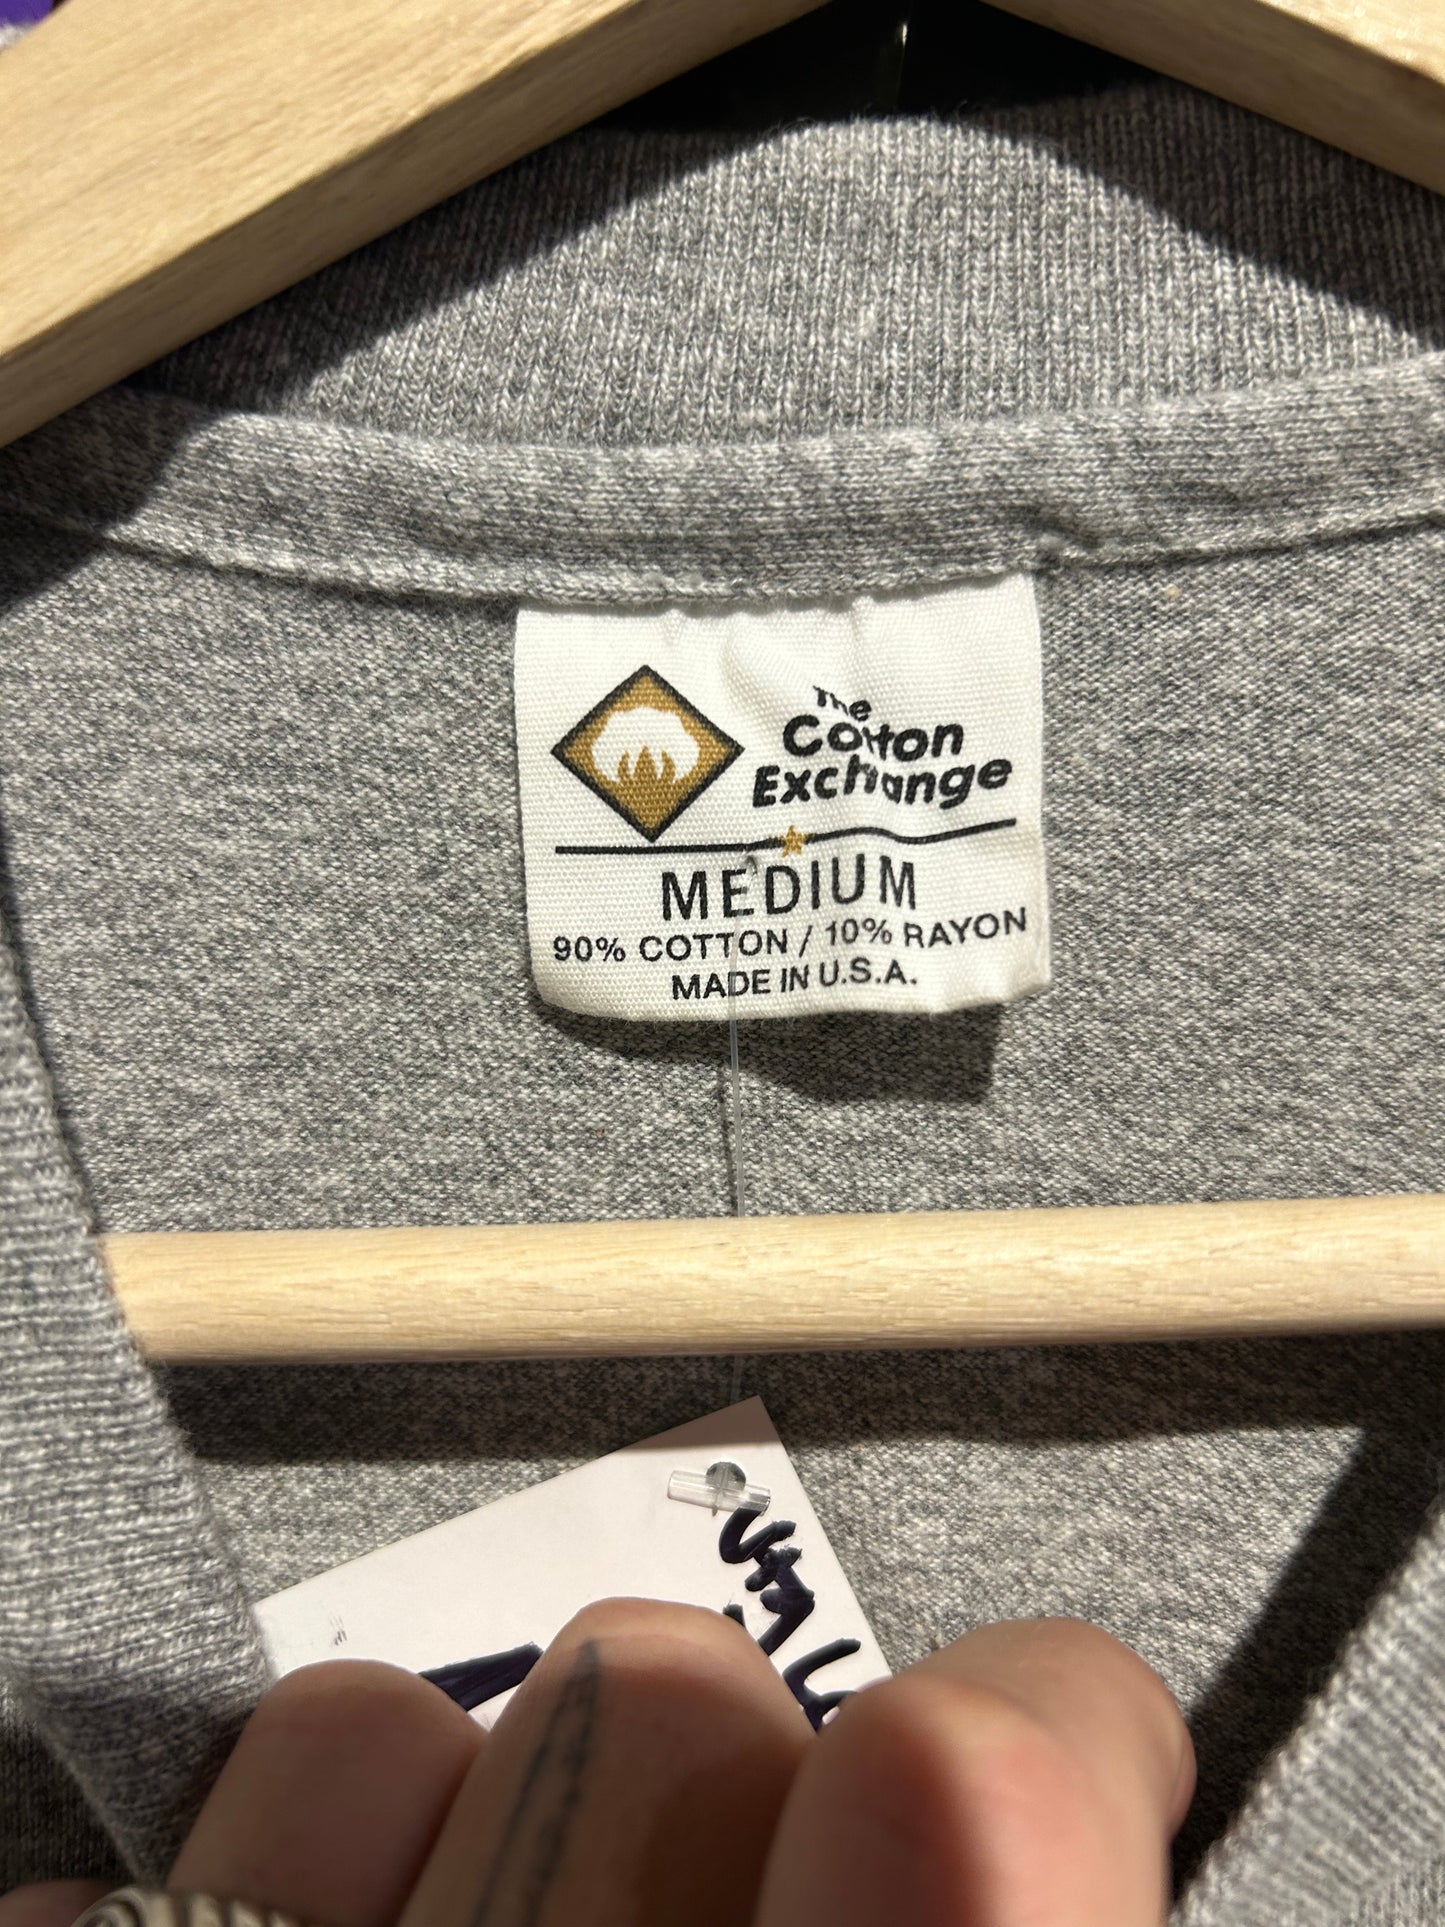 The
Cotton
Exchange
MEDIUM
90% COTTON / 10% RAYON
MADE IN U.S.A.